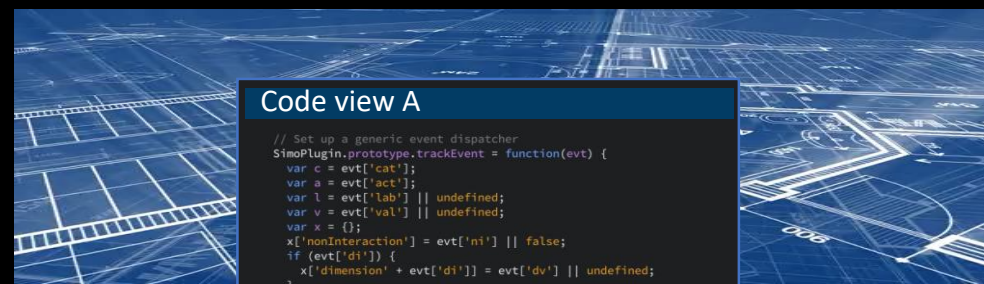 Code view A
// Set up a generic event dispatcher
SimoPlugin.prototype.trackEvent = function(evt) {
var c = evt['cat'];
var a = evt['act'];
var l = evt['lab'] || undefined;
var v = evt['val'] || undefined;
var x = {};
x['nonInteraction'] = evt['ni'] || false;
if (evt['di']) {
x['dimension' + evt['di']] = evt['dv'] || undefined;
006